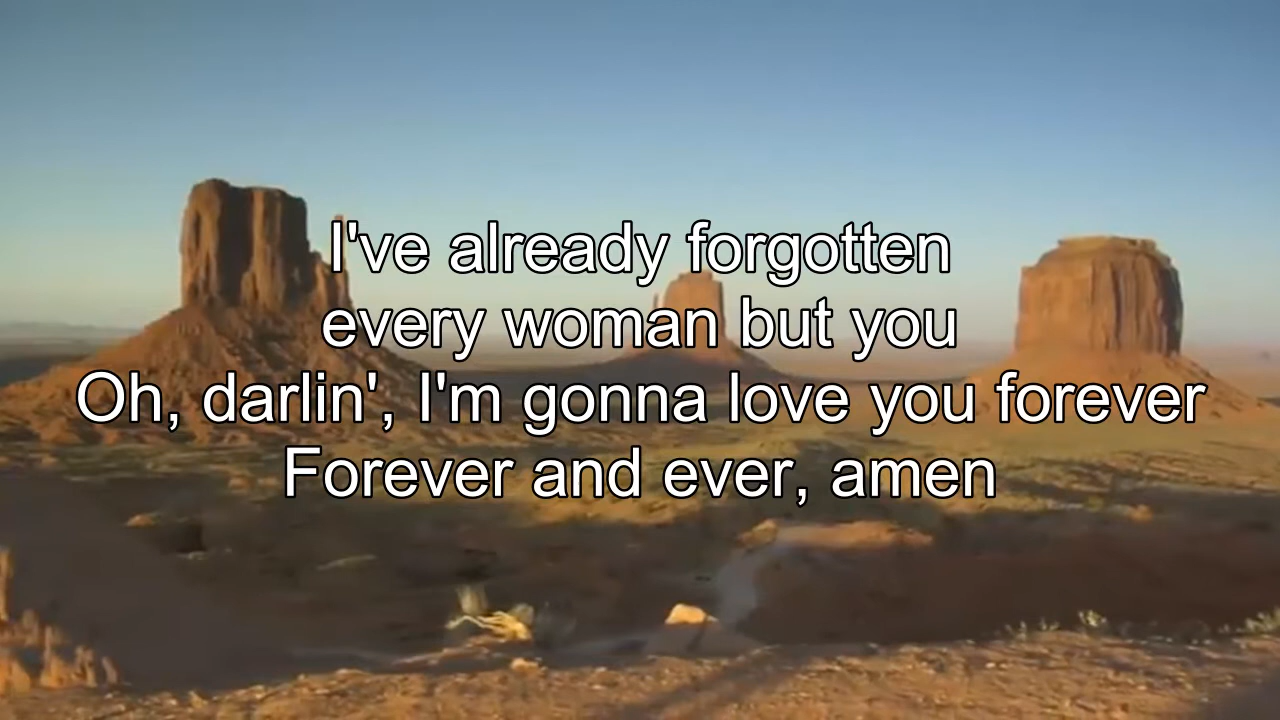 I've already forgotten
every woman but you
Oh, darlin', I'm gonna love you forever
Forever and ever, amen